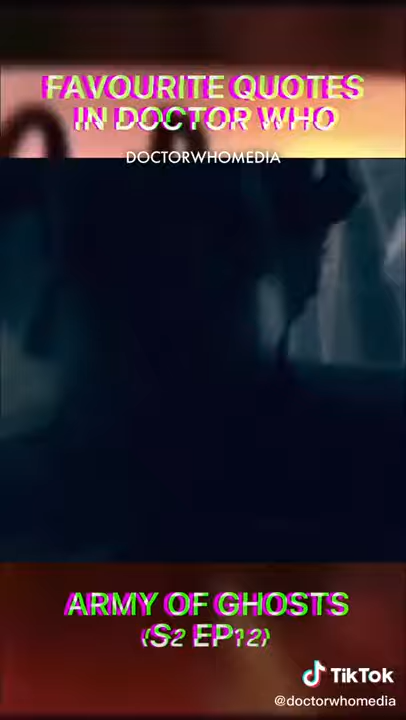 FAVOURITE QUOTES
IN DOCTOR WHO
DOCTORWHOMEDIA
ARMY OF GHOSTS
(S2 EP12)
TikTok
@doctorwhomedia